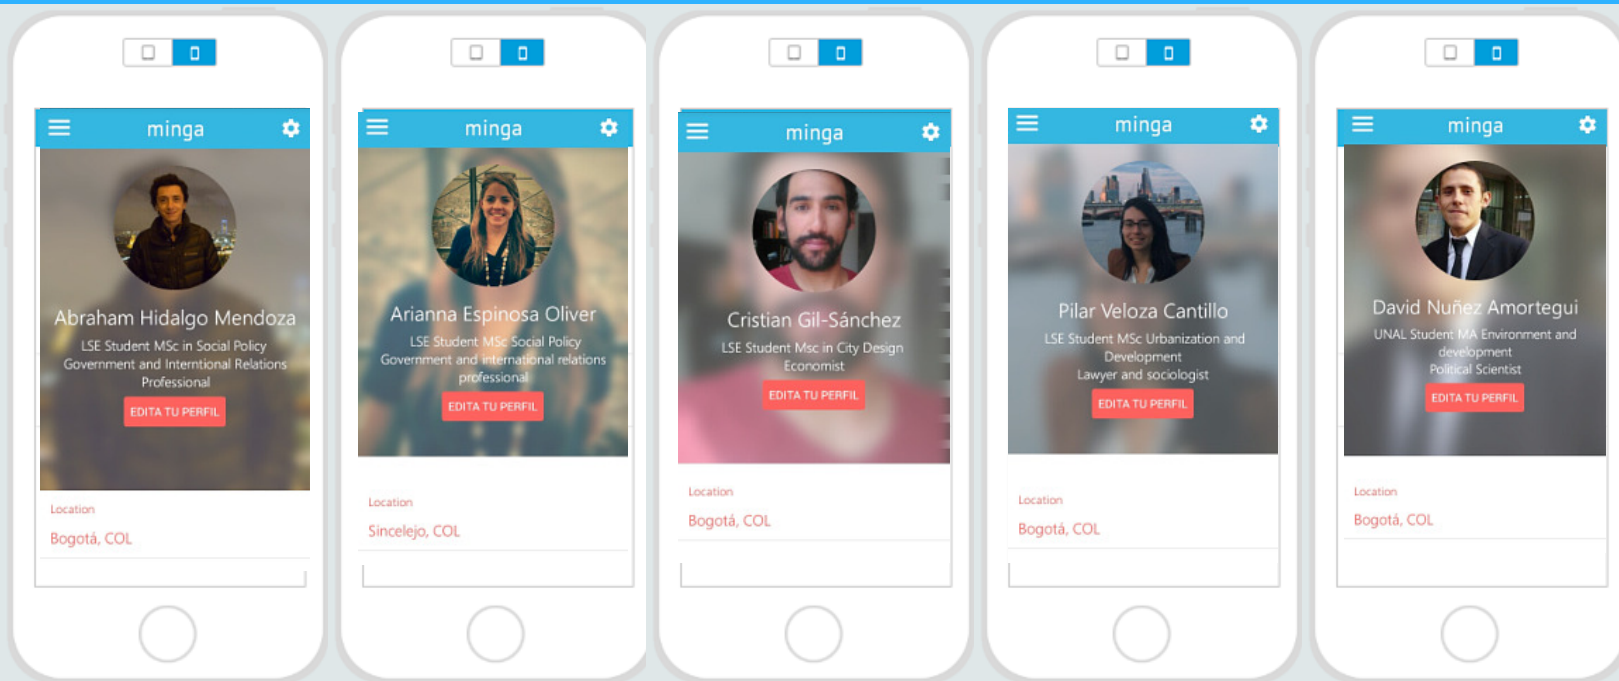 minga
Abraham Hidalgo Mendoza
LSE Student MSc in Social Policy
Government and Interntional Relations
Professional
EDITA TU PERFIL
Location
Bogotá, COL
minga
Arianna Espinosa Oliver
LSE Student MSc Social Policy
Government and international relations
professional
EDITA TU PERFIL
Location
Sincelejo, COL
minga
Cristian Gil-Sánchez
LSE Student Msc in City Design
Economist
EDITA TU PERFIL
Location
Bogotá, COL
minga
Pilar Veloza Cantillo
LSE Student MSc Urbanization and
Development
Lawyer and sociologist
EDITA TU PERFIL
Location
Bogotá, COL
minga
David Nuñez Amortegui
UNAL Student MA Environment and
development
Political Scientist
EDITA TU PERFIL
Location
Bogotá, COL